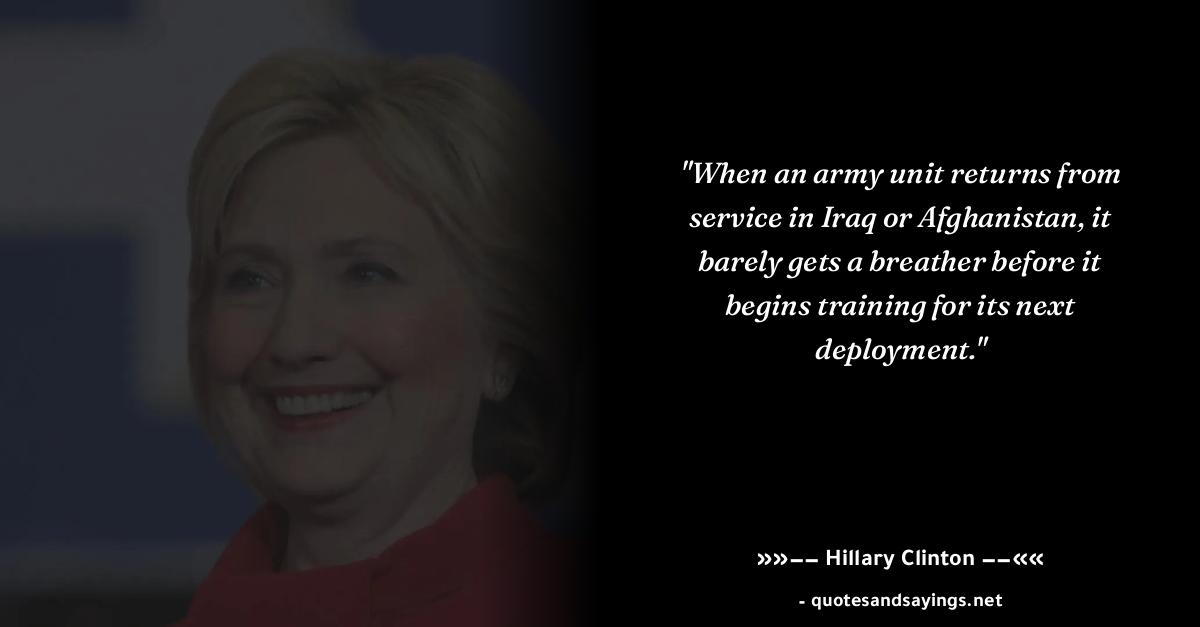 "When an army unit returns from
service in Iraq or Afghanistan, it
barely gets a breather before it
begins training for its next
deployment."
»»–– Hillary Clinton ––««
- quotesandsayings.net